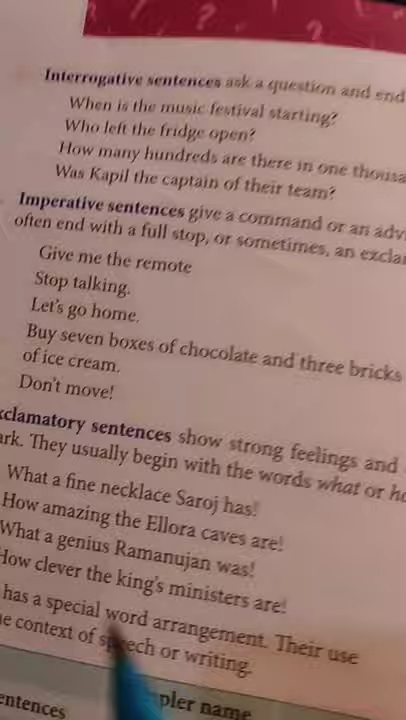 Interrogative sentences ask a question and end
When is the music festival starting?
Who left the fridge open?
How many hundreds are there in one thousa
Was Kapil the captain of their team?
Imperative sentences give a command or an adv
often end with a full stop, or sometimes, an excla
Give me the remote
Stop talking.
Let's go home.
Buy seven boxes of chocolate and three bricks
of ice cream.
Don't move!
xclamatory sentences show strong feelings and
ark. They usually begin with the words what or ho
What a fine necklace Saroj has!
How amazing the Ellora caves are!
What a genius Ramanujan was!
How clever the king's ministers are!
has a special word arrangement. Their use
e context of speech or writing.
entences pler name